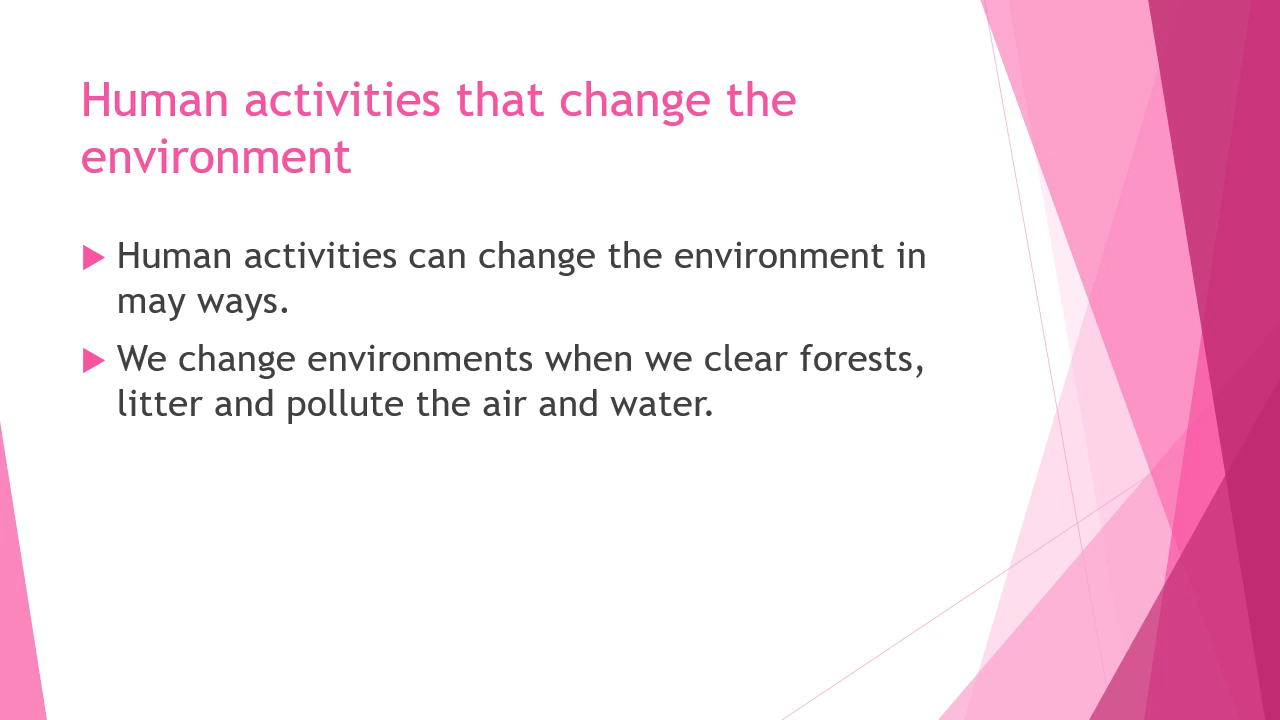 Human activities that change the
environment
Human activities can change the environment in
may ways.
We change environments when we clear forests,
litter and pollute the air and water.